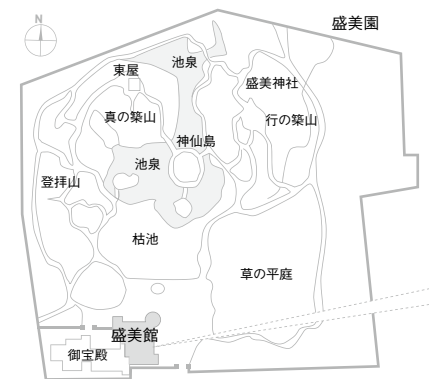 盛美園
N
池泉
東屋
盛美神社
真の築山
行の築山
神仙島
池泉
登拝山
枯池
草の平庭
盛美館
御宝殿